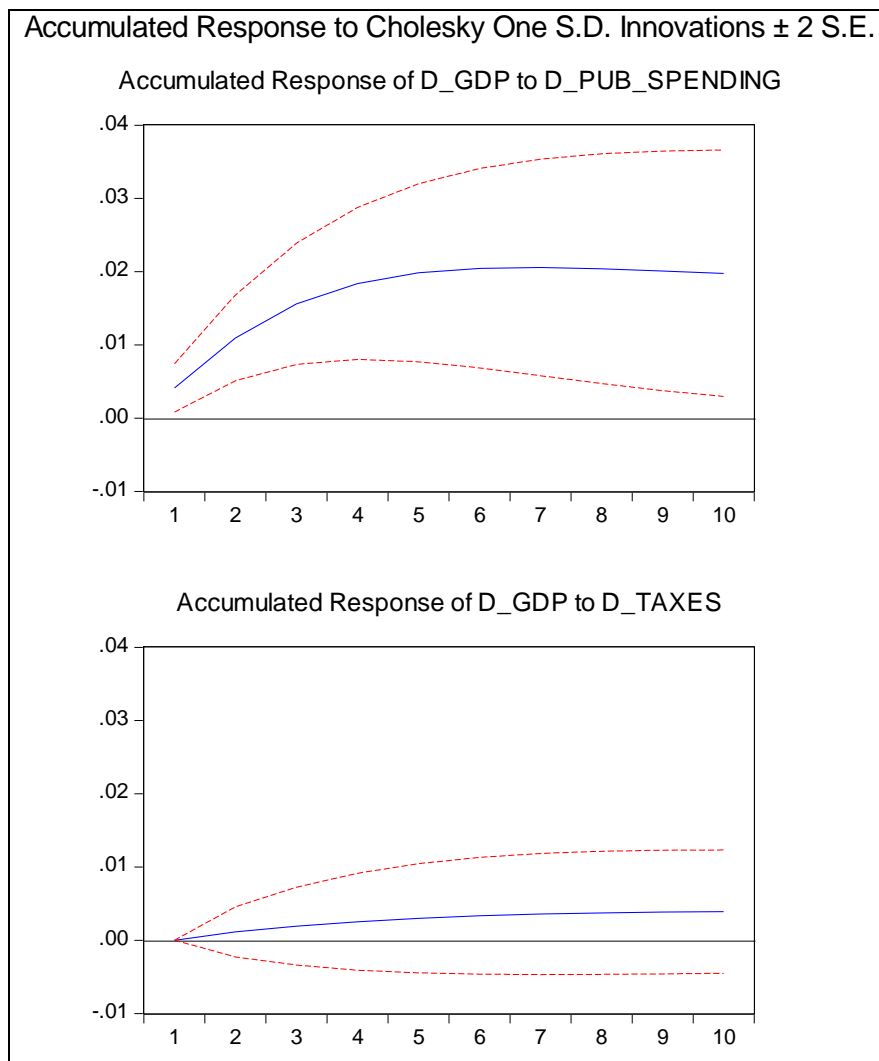 Accumulated Response to Cholesky One S.D. Innovations ± 2 S.E.
Accumulated Response of D_GDP to D_PUB_SPENDING
.04
.03
.02
.01
.00
-.01
1 2 3 4 5 6 7 8 9 10
Accumulated Response of D_GDP to D_TAXES
.04
.03
.02
.01
.00
-.01
1 2 3 4 5 6 7 8 9 10